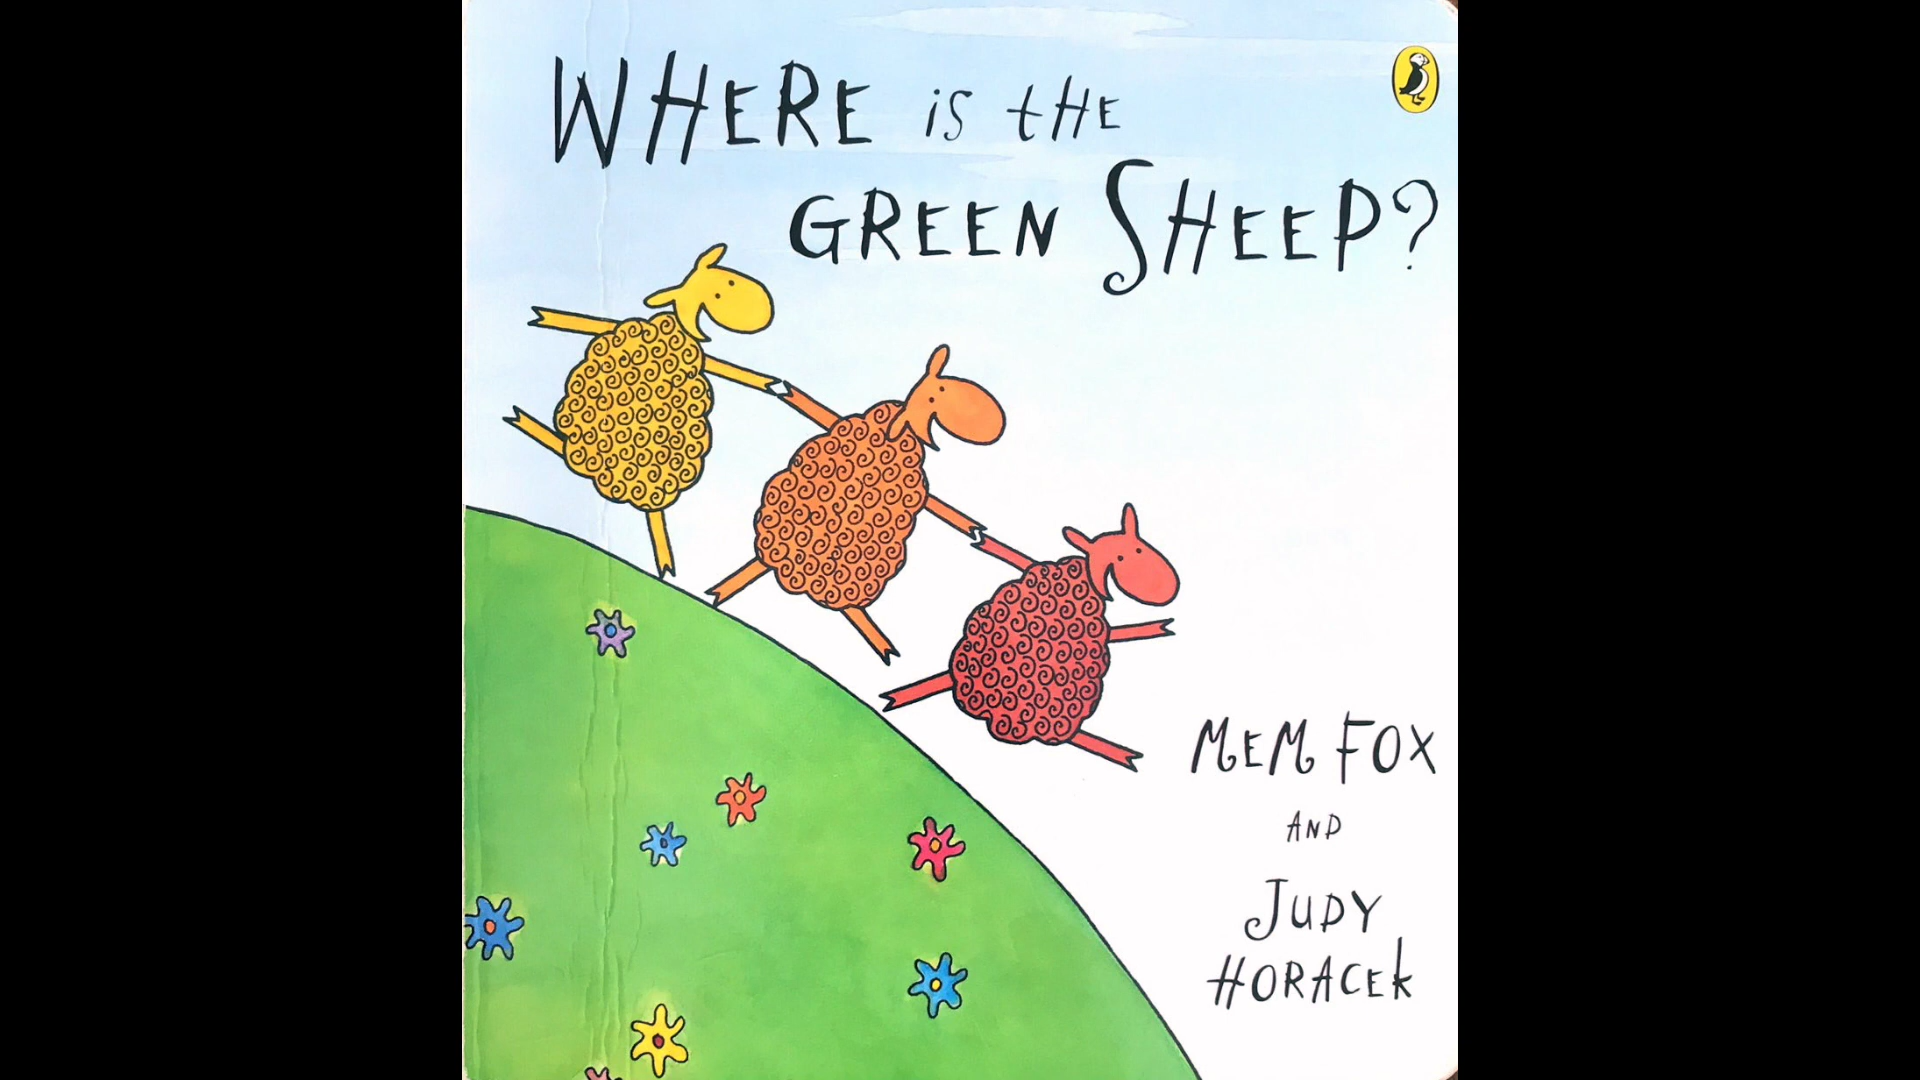 WHERE is tHE
GREEN SHEEP?
MEM FOX
AND
JUDY
HORACEk